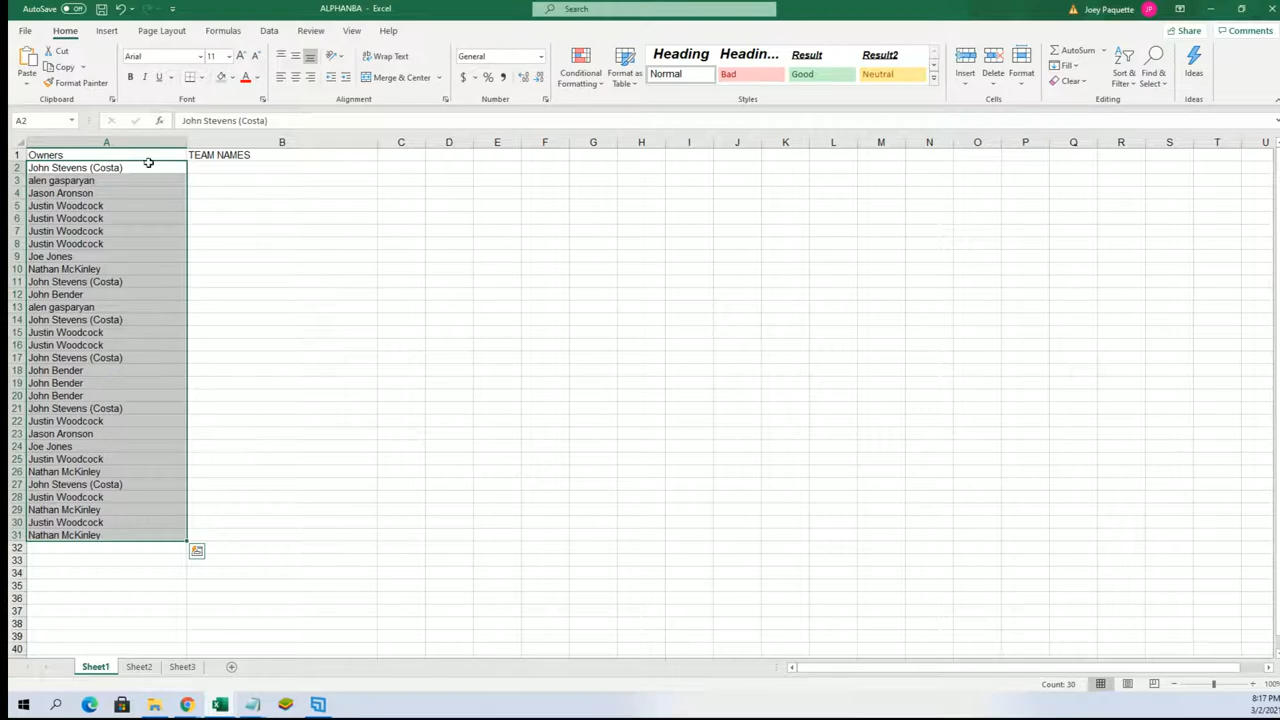 AutoSave Off ALPHANBA - Excel Search Joey Paquette JP
File Home Insert Page Layout Formulas Data Review View Help Share Comments
Paste Cut Copy Format Painter
Arial 11 B I U
Wrap Text Merge & Center
General $ % ,
Conditional Formatting Format as Table
Heading Headin... Result Result2
Normal Bad Good Neutral
Insert Delete Format
AutoSum Fill Clear Sort & Filter Find & Select Ideas
Clipboard Font Alignment Number Styles Cells Editing Ideas
A2 fx John Stevens (Costa)
A B C D E F G H I J K L M N O P Q R S T U
1 Owners TEAM NAMES
2 John Stevens (Costa)
3 alen gasparyan
4 Jason Aronson
5 Justin Woodcock
6 Justin Woodcock
7 Justin Woodcock
8 Justin Woodcock
9 Joe Jones
10 Nathan McKinley
11 John Stevens (Costa)
12 John Bender
13 alen gasparyan
14 John Stevens (Costa)
15 Justin Woodcock
16 Justin Woodcock
17 John Stevens (Costa)
18 John Bender
19 John Bender
20 John Bender
21 John Stevens (Costa)
22 Justin Woodcock
23 Jason Aronson
24 Joe Jones
25 Justin Woodcock
26 Nathan McKinley
27 John Stevens (Costa)
28 Justin Woodcock
29 Nathan McKinley
30 Justin Woodcock
31 Nathan McKinley
32
33
34
35
36
37
38
39
40
Sheet1 Sheet2 Sheet3
Count: 30 100%
8:17 PM
3/2/2021